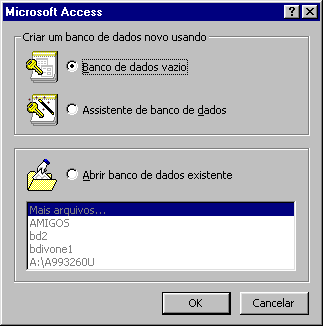 Microsoft Access
Criar um banco de dados novo usando
Banco de dados vazio
Assistente de banco de dados
Abrir banco de dados existente
Mais arquivos...
AMIGOS
bd2
bdivone1
A:\A993260U
OK
Cancelar